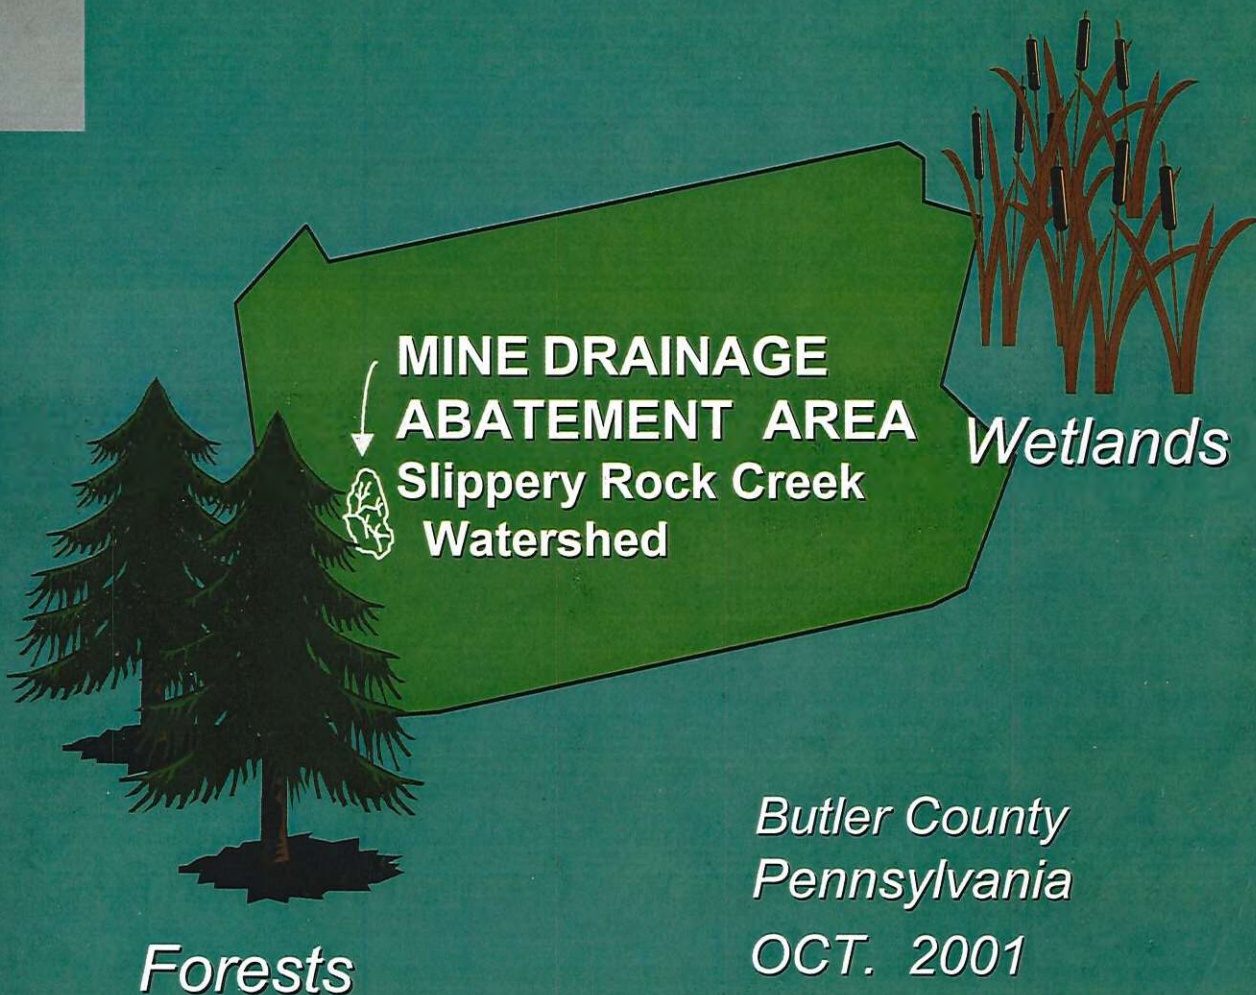 MINE DRAINAGE
ABATEMENT AREA
Slippery Rock Creek
Watershed
Wetlands
Forests
Butler County
Pennsylvania
OCT. 2001